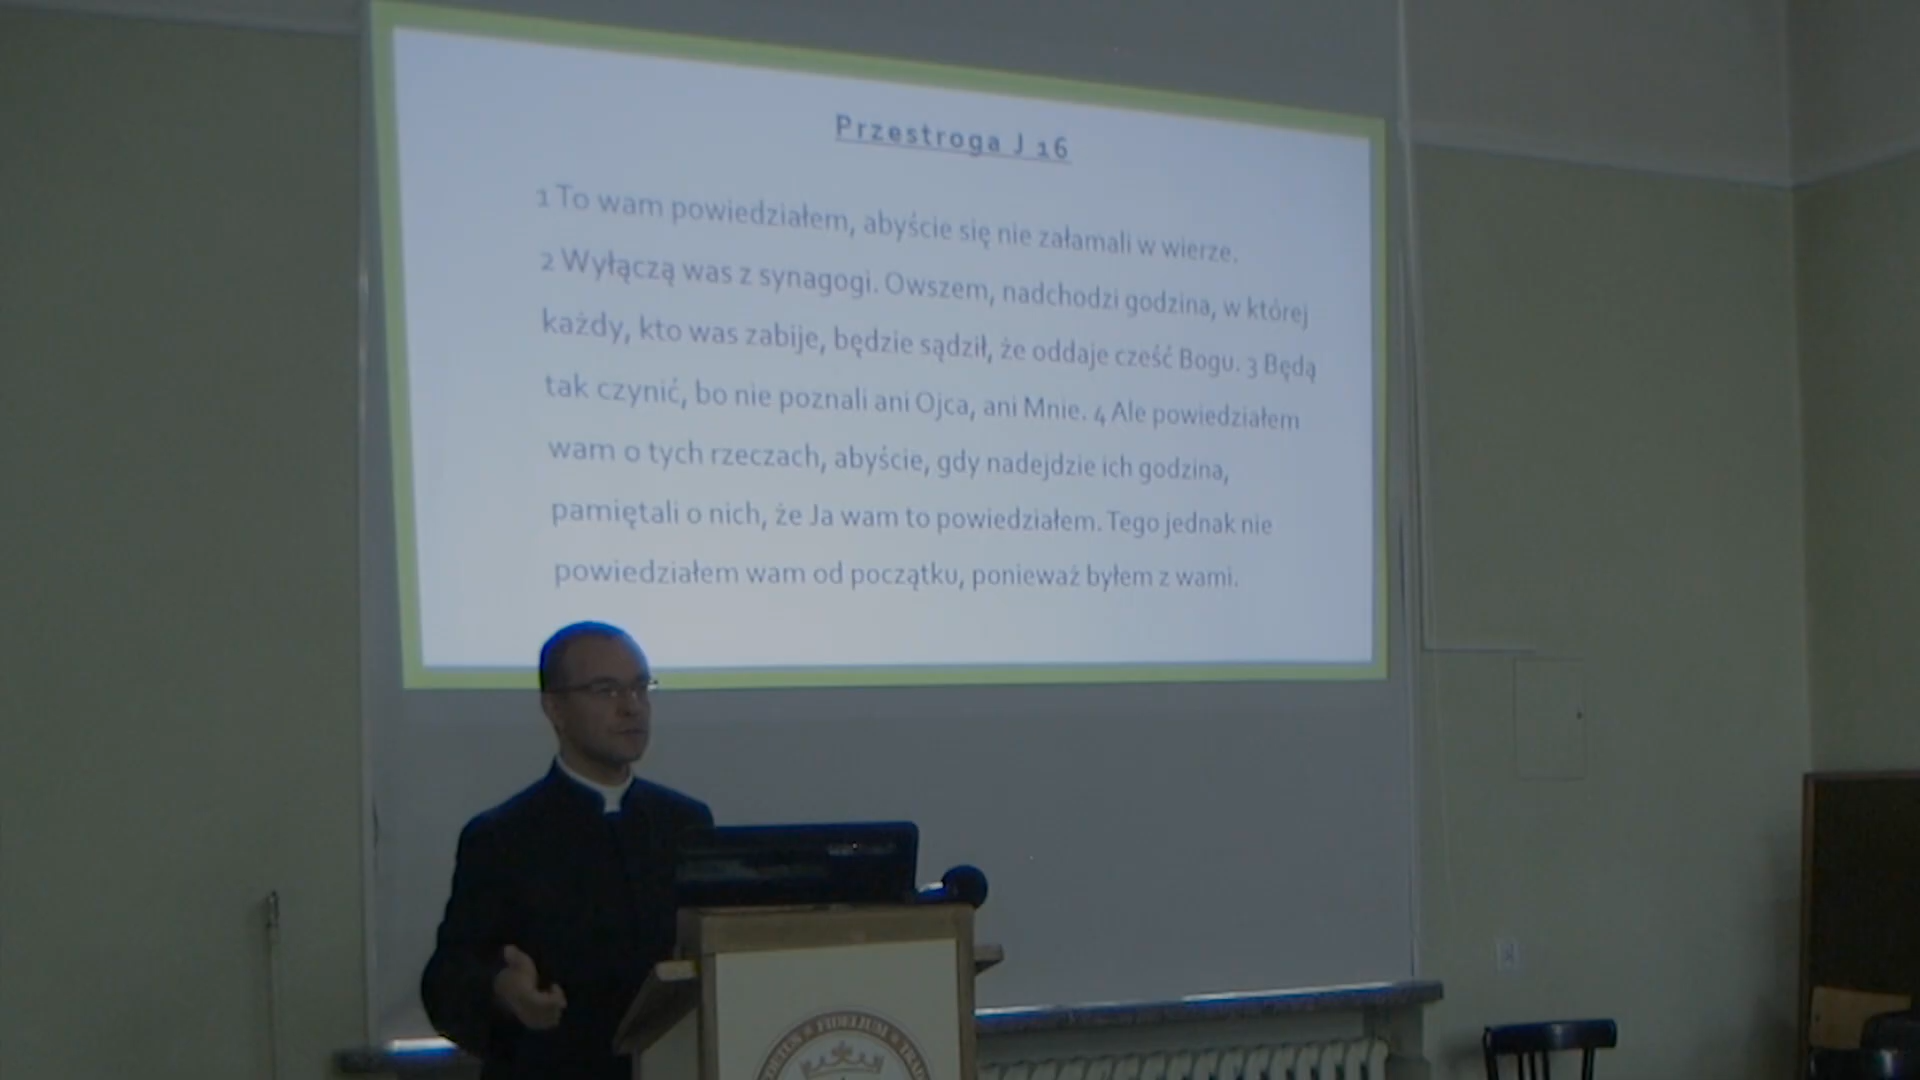 Przestroga J 16
1 To wam powiedziałem, abyście się nie załamali w wierze.
2 Wyłączą was z synagogi. Owszem, nadchodzi godzina, w której
każdy, kto was zabije, będzie sądził, że oddaje cześć Bogu. 3 Będą
tak czynić, bo nie poznali ani Ojca, ani Mnie. 4 Ale powiedziałem
wam o tych rzeczach, abyście, gdy nadejdzie ich godzina,
pamiętali o nich, że Ja wam to powiedziałem. Tego jednak nie
powiedziałem wam od początku, ponieważ byłem z wami.
FIDELIUM